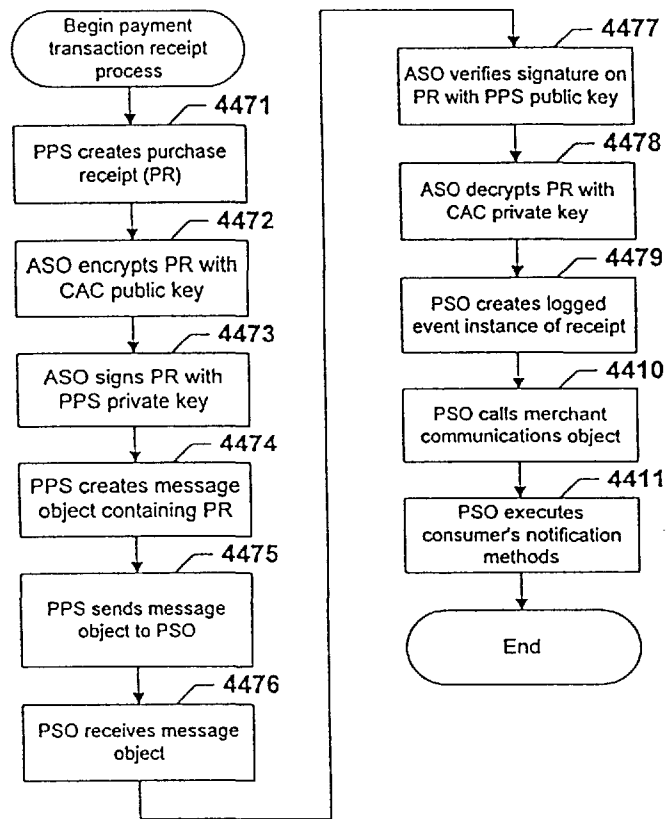 Begin payment
transaction receipt
process
4471
PPS creates purchase
receipt (PR)
4472
ASO encrypts PR with
CAC public key
4473
ASO signs PR with
PPS private key
4474
PPS creates message
object containing PR
4475
PPS sends message
object to PSO
4476
PSO receives message
object
4477
ASO verifies signature on
PR with PPS public key
4478
ASO decrypts PR with
CAC private key
4479
PSO creates logged
event instance of receipt
4410
PSO calls merchant
communications object
4411
PSO executes
consumer's notification
methods
End